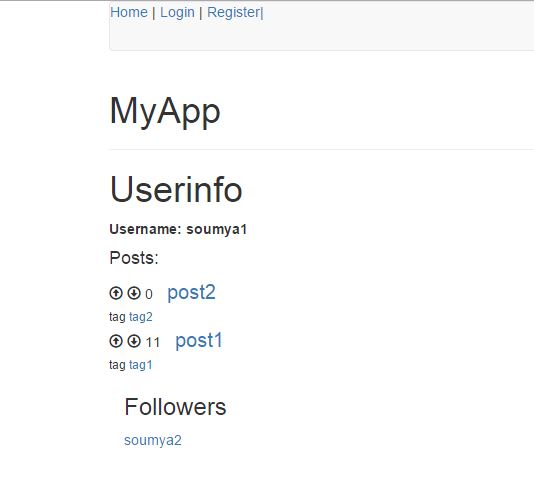 Home | Login | Register|
MyApp
Userinfo
Username: soumya1
Posts:
0 post2
tag tag2
11 post1
tag tag1
Followers
soumya2